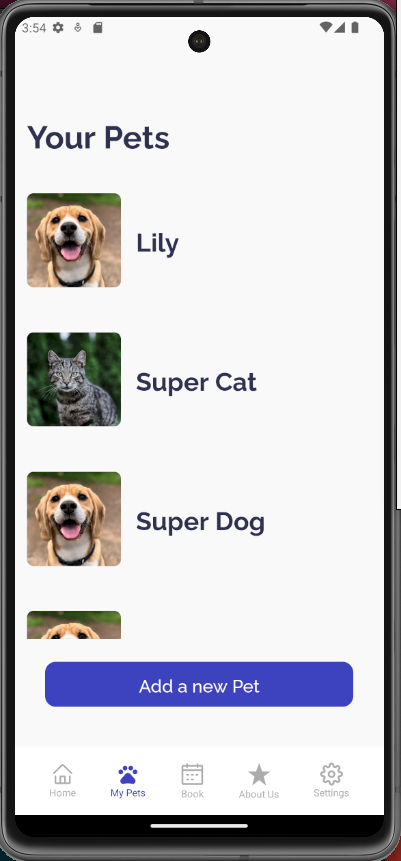 3:54
Your Pets
Lily
Super Cat
Super Dog
Add a new Pet
Home
My Pets
Book
About Us
Settings